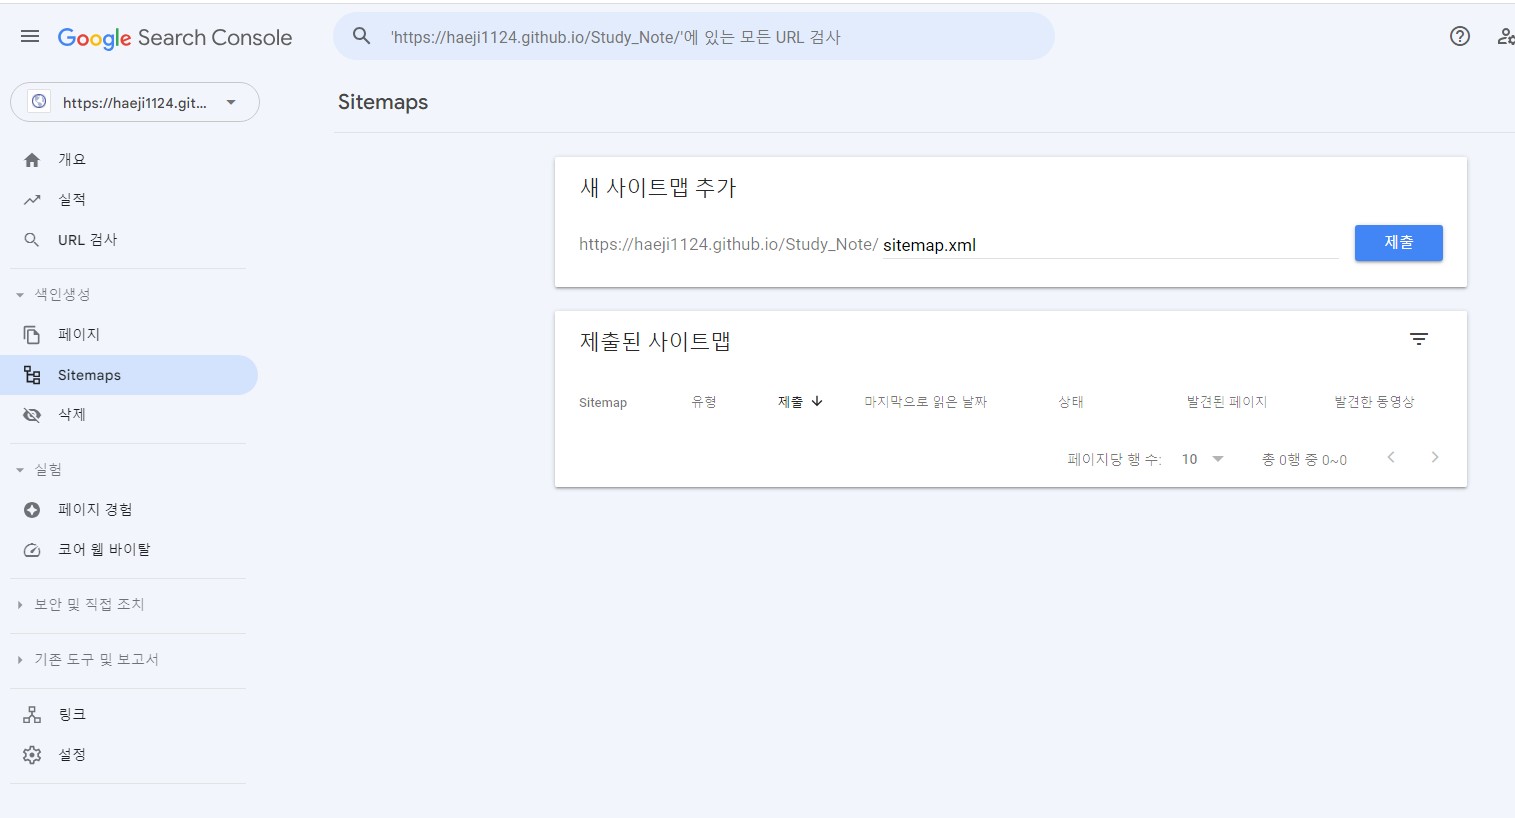 Google Search Console
'https://haeji1124.github.io/Study_Note/'에 있는 모든 URL 검사
https://haeji1124.git...
Sitemaps
개요
실적
URL 검사
색인생성
페이지
Sitemaps
삭제
실험
페이지 경험
코어 웹 바이탈
보안 및 직접 조치
기존 도구 및 보고서
링크
설정
새 사이트맵 추가
https://haeji1124.github.io/Study_Note/ sitemap.xml
제출
제출된 사이트맵
Sitemap 유형 제출 마지막으로 읽은 날짜 상태 발견된 페이지 발견한 동영상
페이지당 행 수: 10 총 0행 중 0~0